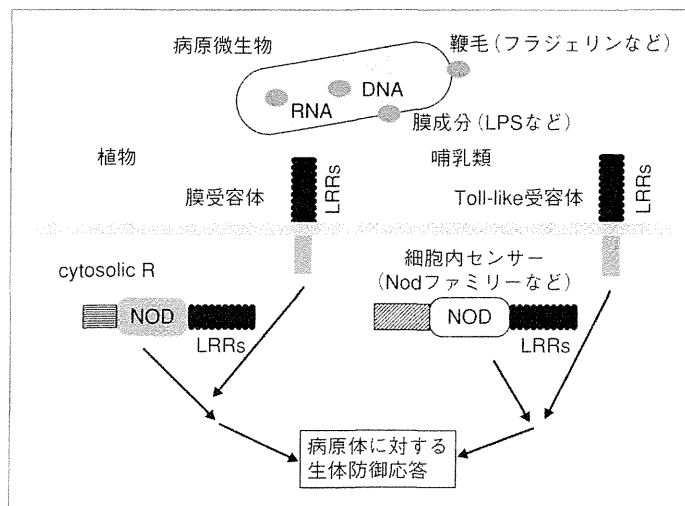 病原微生物
鞭毛（フラジェリンなど）
DNA
RNA
膜成分（LPSなど）
植物
哺乳類
膜受容体
LRRs
Toll-like受容体
LRRs
cytosolic R
細胞内センサー
（Nodファミリーなど）
NOD
LRRs
NOD
LRRs
病原体に対する
生体防御応答